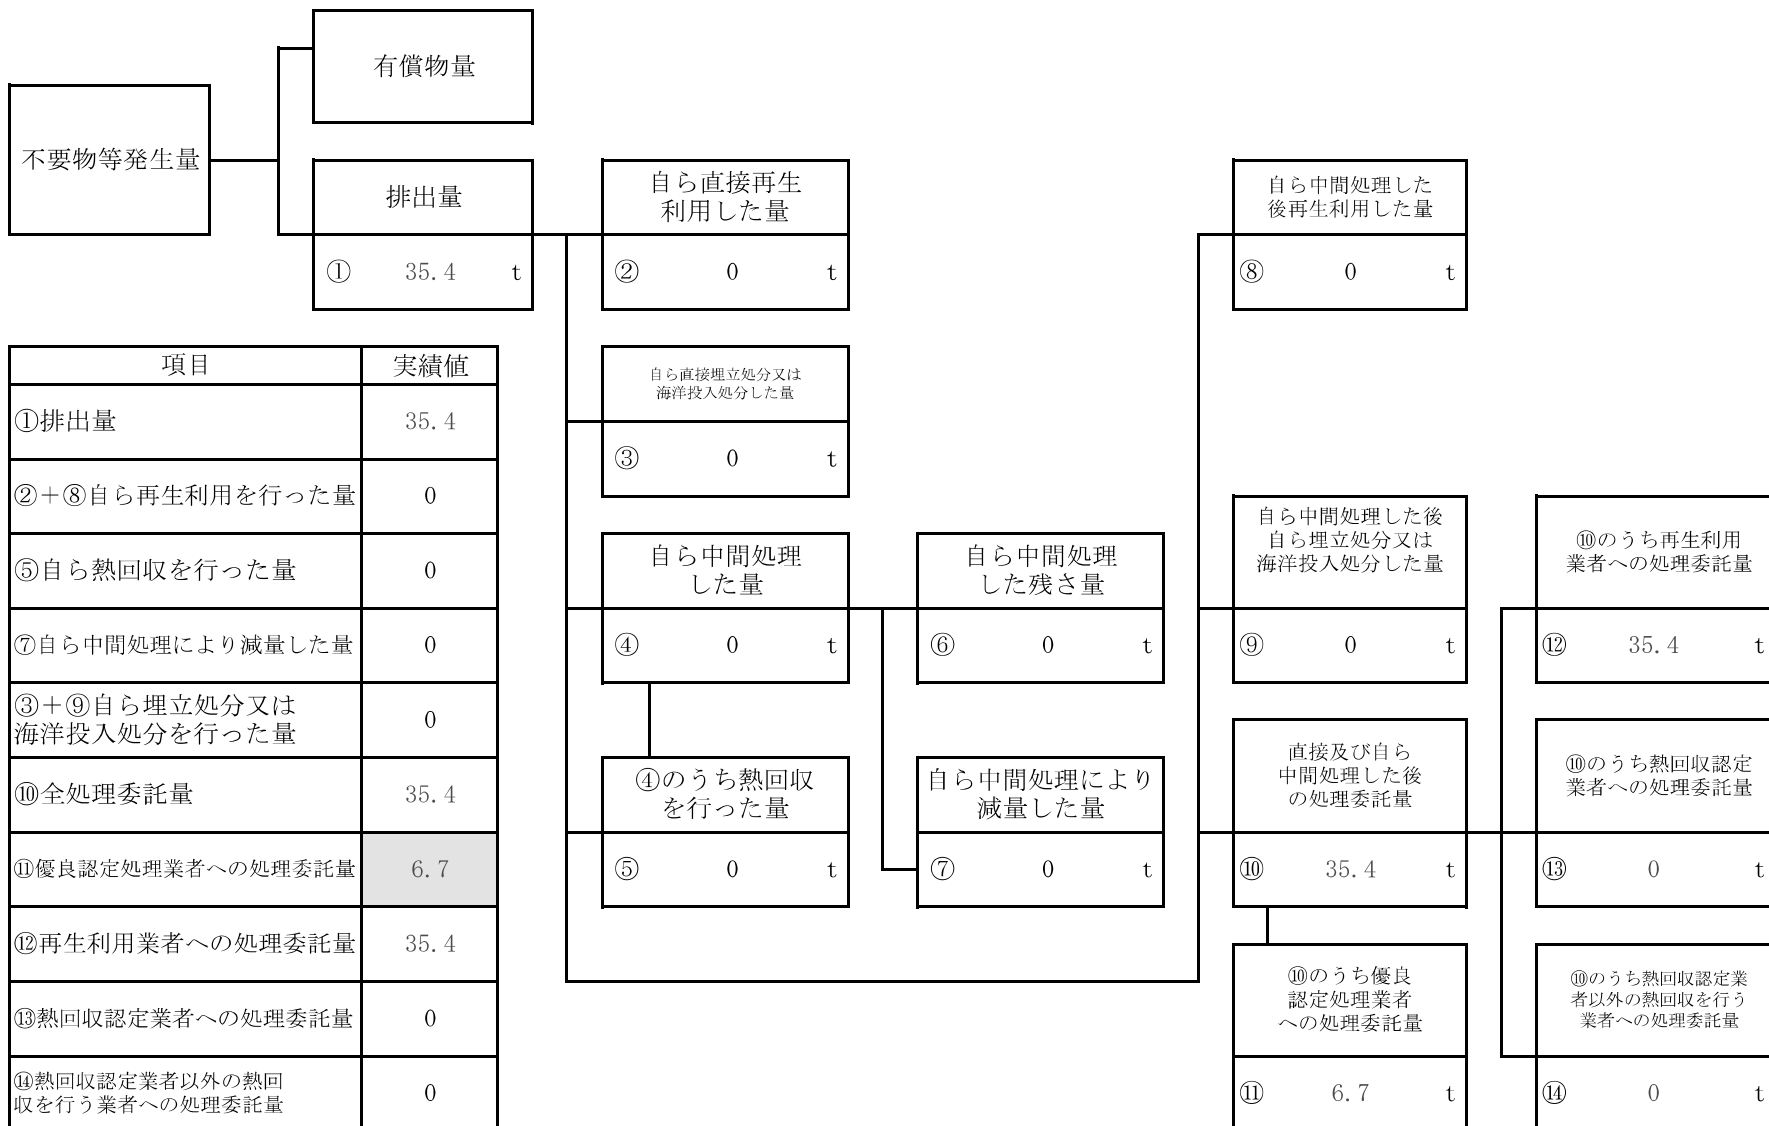 有償物量
不要物等発生量
排出量
① 35.4 t
自ら直接再生
利用した量
② 0 t
自ら中間処理した
後再生利用した量
⑧ 0 t
項目 実績値
①排出量 35.4
②＋⑧自ら再生利用を行った量 0
⑤自ら熱回収を行った量 0
⑦自ら中間処理により減量した量 0
③＋⑨自ら埋立処分又は
海洋投入処分を行った量 0
⑩全処理委託量 35.4
⑪優良認定処理業者への処理委託量 6.7
⑫再生利用業者への処理委託量 35.4
⑬熱回収認定業者への処理委託量 0
⑭熱回収認定業者以外の熱回
収を行う業者への処理委託量 0
自ら直接埋立処分又は
海洋投入処分した量
③ 0 t
自ら中間処理
した量
④ 0 t
④のうち熱回収
を行った量
⑤ 0 t
自ら中間処理
した残さ量
⑥ 0 t
自ら中間処理により
減量した量
⑦ 0 t
自ら中間処理した後
自ら埋立処分又は
海洋投入処分した量
⑨ 0 t
直接及び自ら
中間処理した後
の処理委託量
⑩ 35.4 t
⑩のうち優良
認定処理業者
への処理委託量
⑪ 6.7 t
⑩のうち再生利用
業者への処理委託量
⑫ 35.4 t
⑩のうち熱回収認定
業者への処理委託量
⑬ 0 t
⑩のうち熱回収認定業
者以外の熱回収を行う
業者への処理委託量
⑭ 0 t